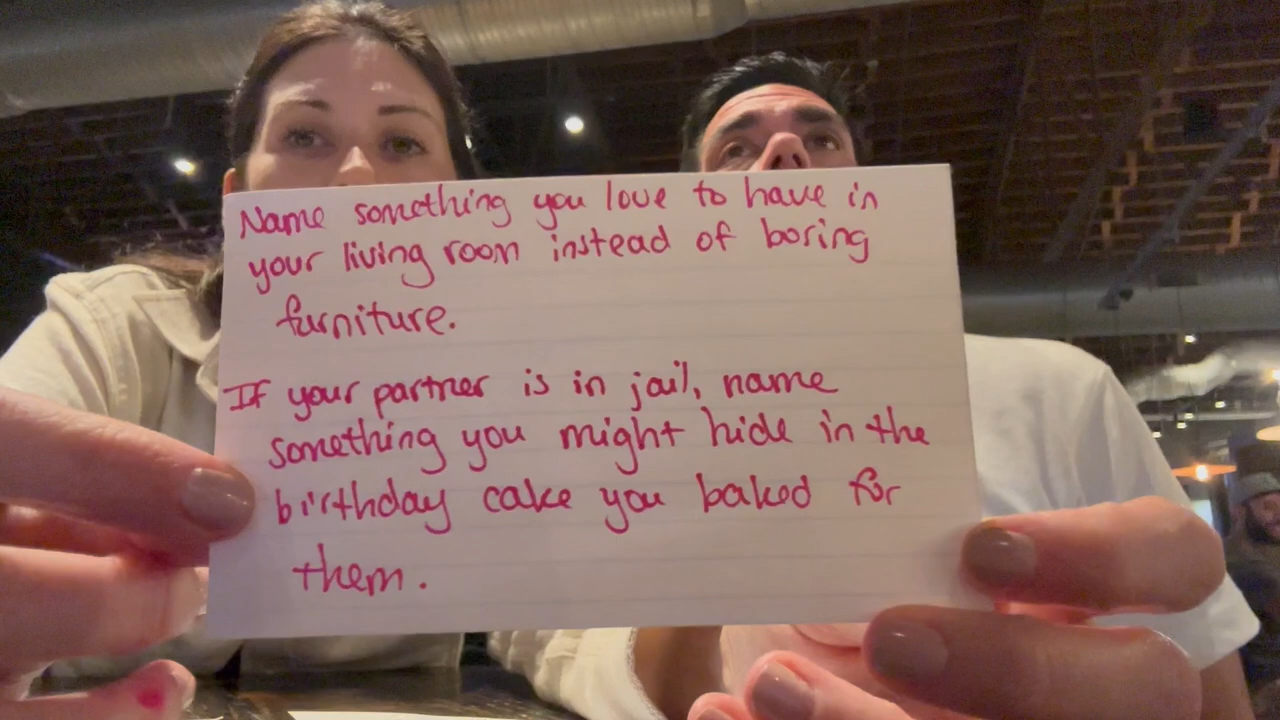 Name something you love to have in
your living room instead of boring
furniture.
If your partner is in jail, name
something you might hide in the
birthday cake you baked for
them.